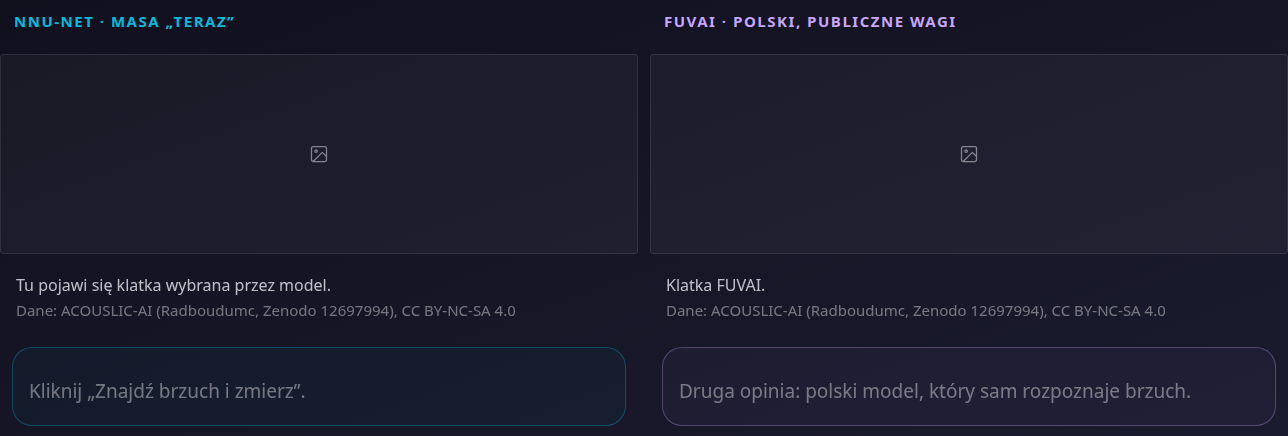 NNU-NET · MASA „TERAZ”
Tu pojawi się klatka wybrana przez model.
Dane: ACOUSLIC-AI (Radboudumc, Zenodo 12697994), CC BY-NC-SA 4.0
Kliknij „Znajdź brzuch i zmierz”.
FUVAI · POLSKI, PUBLICZNE WAGI
Klatka FUVAI.
Dane: ACOUSLIC-AI (Radboudumc, Zenodo 12697994), CC BY-NC-SA 4.0
Druga opinia: polski model, który sam rozpoznaje brzuch.